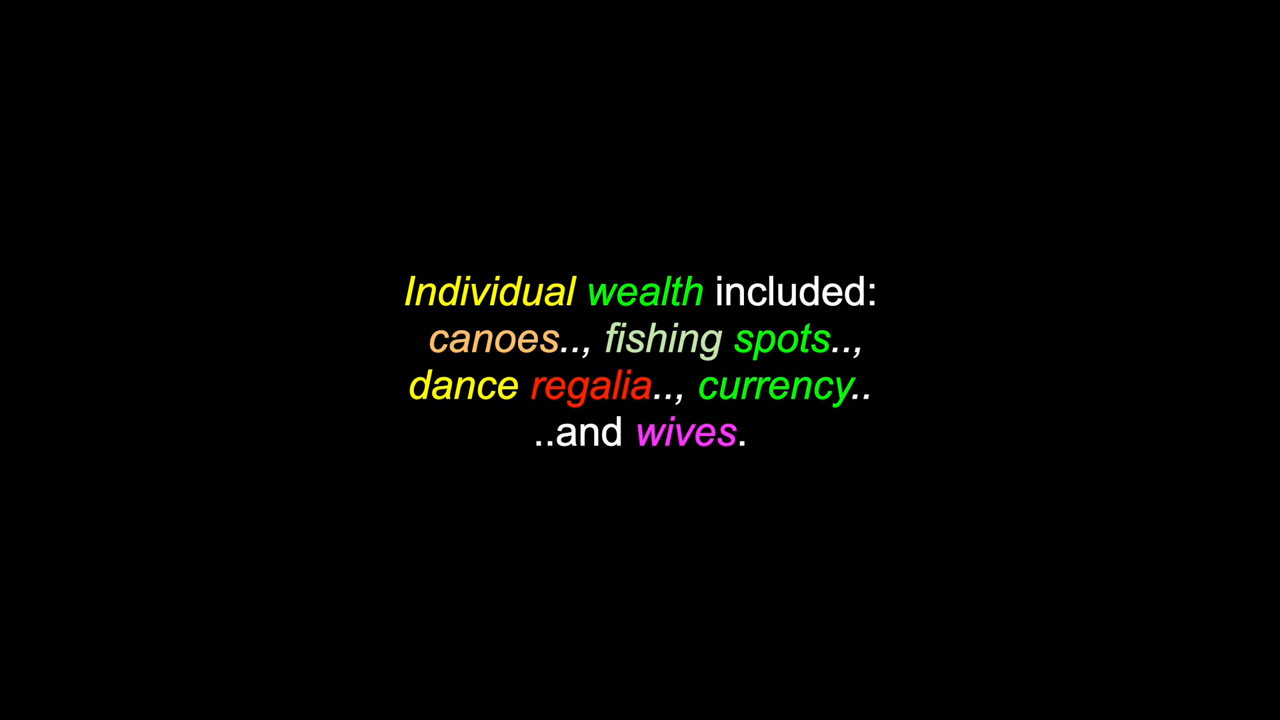 Individual wealth included:
canoes.., fishing spots..,
dance regalia.., currency..
..and wives.